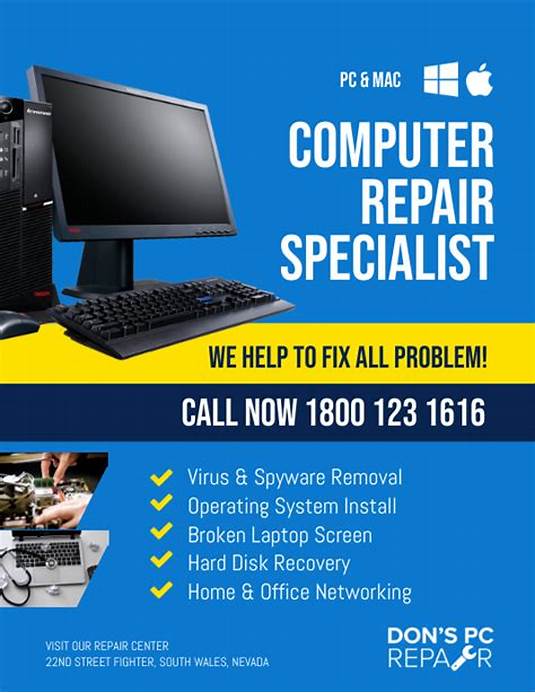 PC & MAC
COMPUTER
REPAIR
SPECIALIST
lenovo
WE HELP TO FIX ALL PROBLEM!
CALL NOW 1800 123 1616
Virus & Spyware Removal
Operating System Install
Broken Laptop Screen
Hard Disk Recovery
Home & Office Networking
VISIT OUR REPAIR CENTER
22ND STREET FIGHTER, SOUTH WALES, NEVADA
DON'S PC
REPAIR